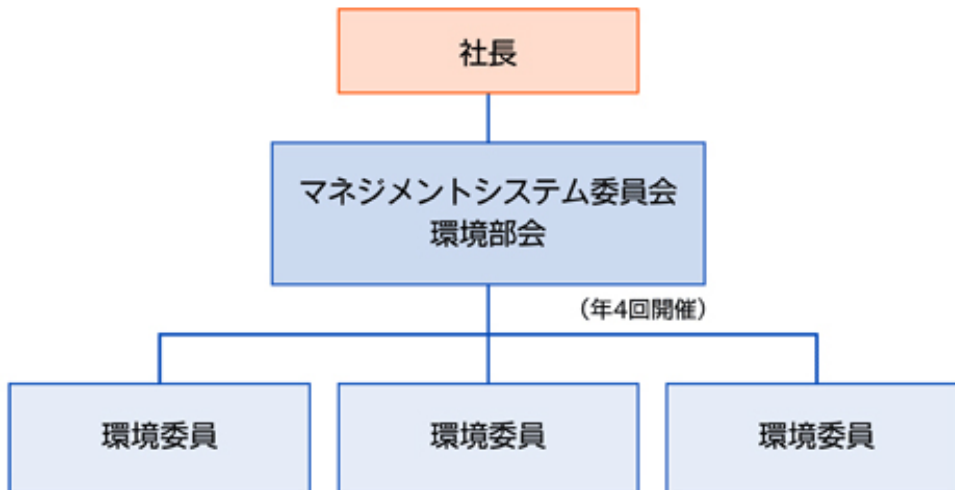 社長
マネジメントシステム委員会
環境部会
（年4回開催）
環境委員
環境委員
環境委員